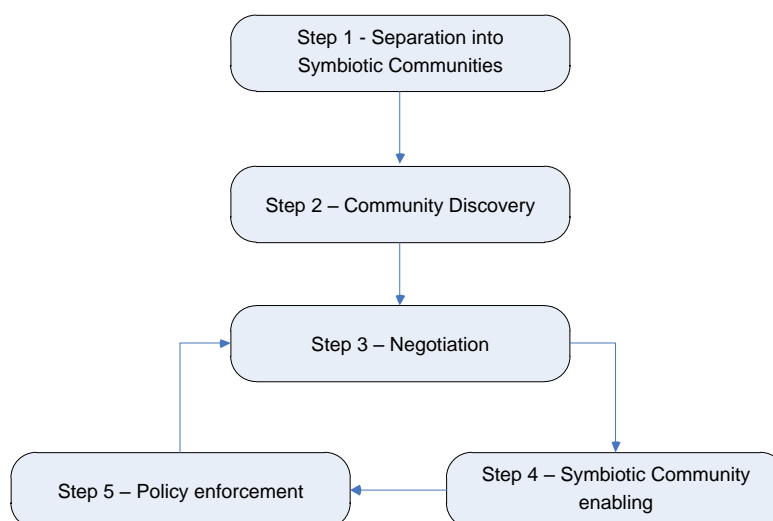 Step 1 - Separation into
Symbiotic Communities
Step 2 – Community Discovery
Step 3 – Negotiation
Step 4 – Symbiotic Community
enabling
Step 5 – Policy enforcement